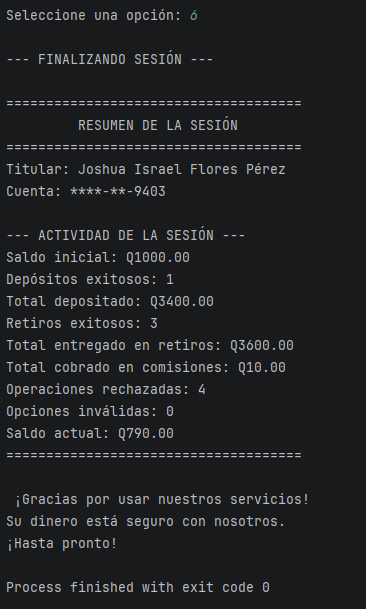 Seleccione una opción: 6
--- FINALIZANDO SESIÓN ---
=====================================
RESUMEN DE LA SESIÓN
=====================================
Titular: Joshua Israel Flores Pérez
Cuenta: ****-**-9403
--- ACTIVIDAD DE LA SESIÓN ---
Saldo inicial: Q1000.00
Depósitos exitosos: 1
Total depositado: Q3400.00
Retiros exitosos: 3
Total entregado en retiros: Q3600.00
Total cobrado en comisiones: Q10.00
Operaciones rechazadas: 4
Opciones inválidas: 0
Saldo actual: Q790.00
=====================================
¡Gracias por usar nuestros servicios!
Su dinero está seguro con nosotros.
¡Hasta pronto!
Process finished with exit code 0